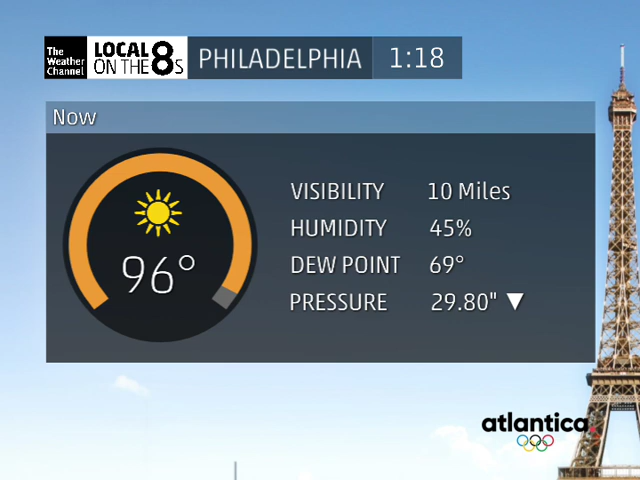 The Weather Channel
LOCAL ON THE 8s
PHILADELPHIA
1:18
Now
96°
VISIBILITY 10 Miles
HUMIDITY 45%
DEW POINT 69°
PRESSURE 29.80" ▼
atlantica.